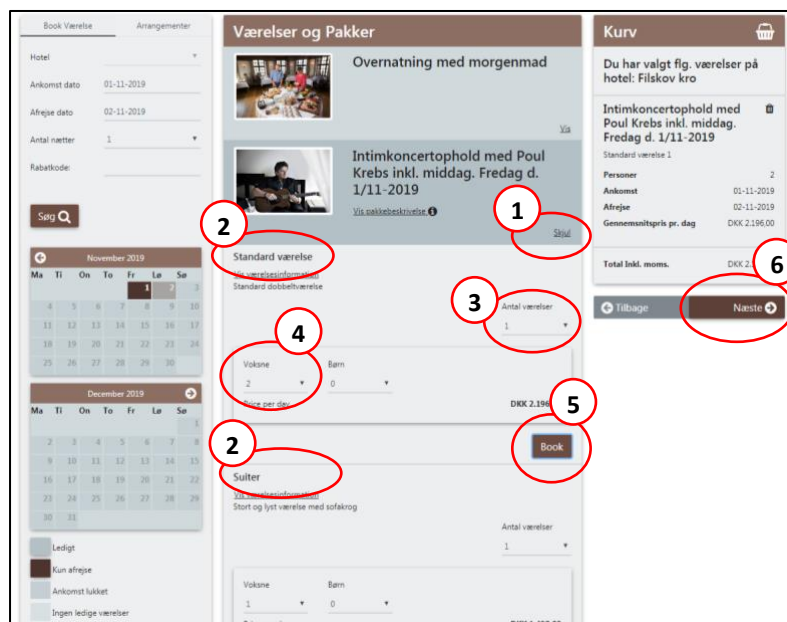 Book Værelse
Arrangementer
Hotel
Ankomst dato 01-11-2019
Afrejse dato 02-11-2019
Antal nætter 1
Rabatkode:
Søg
November 2019
Ma Ti On To Fr Lø Sø
1 2 3
4 5 6 7 8 9 10
11 12 13 14 15 16 17
18 19 20 21 22 23 24
25 26 27 28 29 30
December 2019
Ma Ti On To Fr Lø Sø
1
2 3 4 5 6 7 8
9 10 11 12 13 14 15
16 17 18 19 20 21 22
23 24 25 26 27 28 29
30 31
Ledigt
Kun afrejse
Ankomst lukket
Ingen ledige værelser
Værelser og Pakker
Overnatning med morgenmad
Vis
Intimkoncertophold med Poul
Krebs inkl. middag. Fredag d.
1/11-2019
Vis pakkebeskrivelse
1
Skjul
2
Standard værelse
Vis værelsesinformation
Standard dobbeltværelse
3
Antal værelser
1
4
Voksne Børn
2 0
Price per day
DKK 2.196
5
Book
2
Suiter
Vis værelsesinformation
Stort og lyst værelse med sofakrog
Antal værelser
1
Voksne Børn
1 0
Kurv
Du har valgt flg. værelser på
hotel: Filskov kro
Intimkoncertophold med
Poul Krebs inkl. middag.
Fredag d. 1/11-2019
Standard værelse 1
Personer 2
Ankomst 01-11-2019
Afrejse 02-11-2019
Gennemsnitspris pr. dag DKK 2.196,00
Total Inkl. moms. DKK 2.
6
Tilbage
Næste